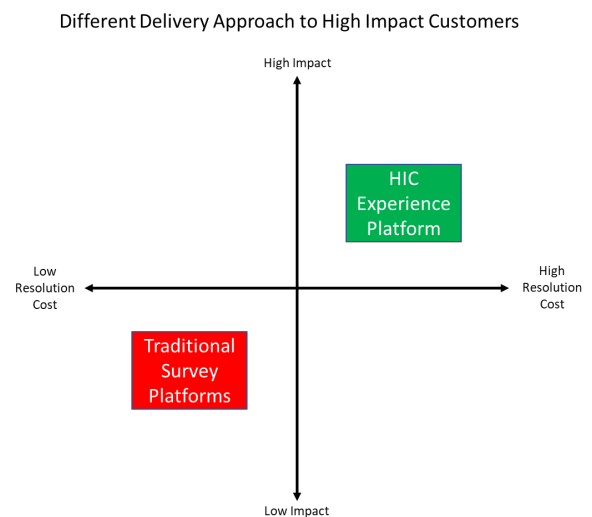 Different Delivery Approach to High Impact Customers
High Impact
HIC
Experience
Platform
Low
Resolution
Cost
High
Resolution
Cost
Traditional
Survey
Platforms
Low Impact